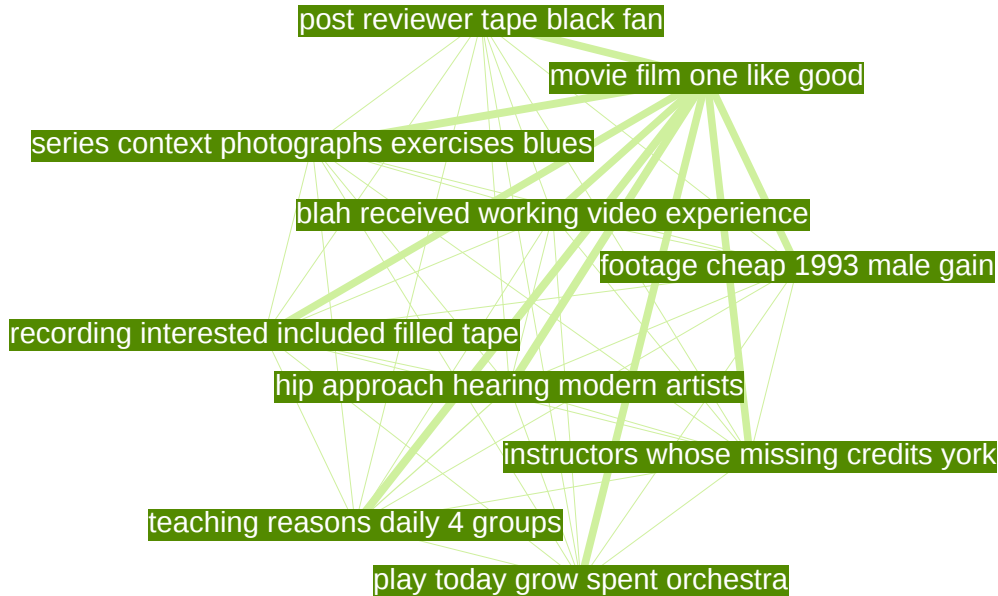 post reviewer tape black fan
movie film one like good
series context photographs exercises blues
blah received working video experience
footage cheap 1993 male gain
recording interested included filled tape
hip approach hearing modern artists
instructors whose missing credits york
teaching reasons daily 4 groups
play today grow spent orchestra